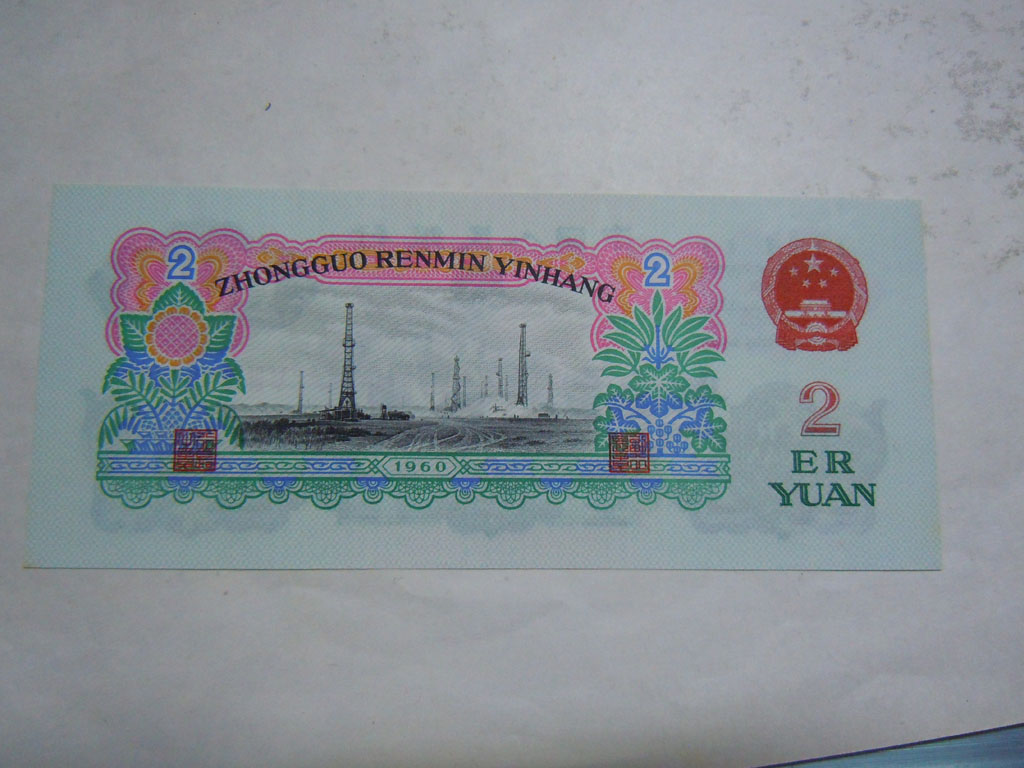 2
ZHONGGUO RENMIN YINHANG
2
1960
2
ER
YUAN